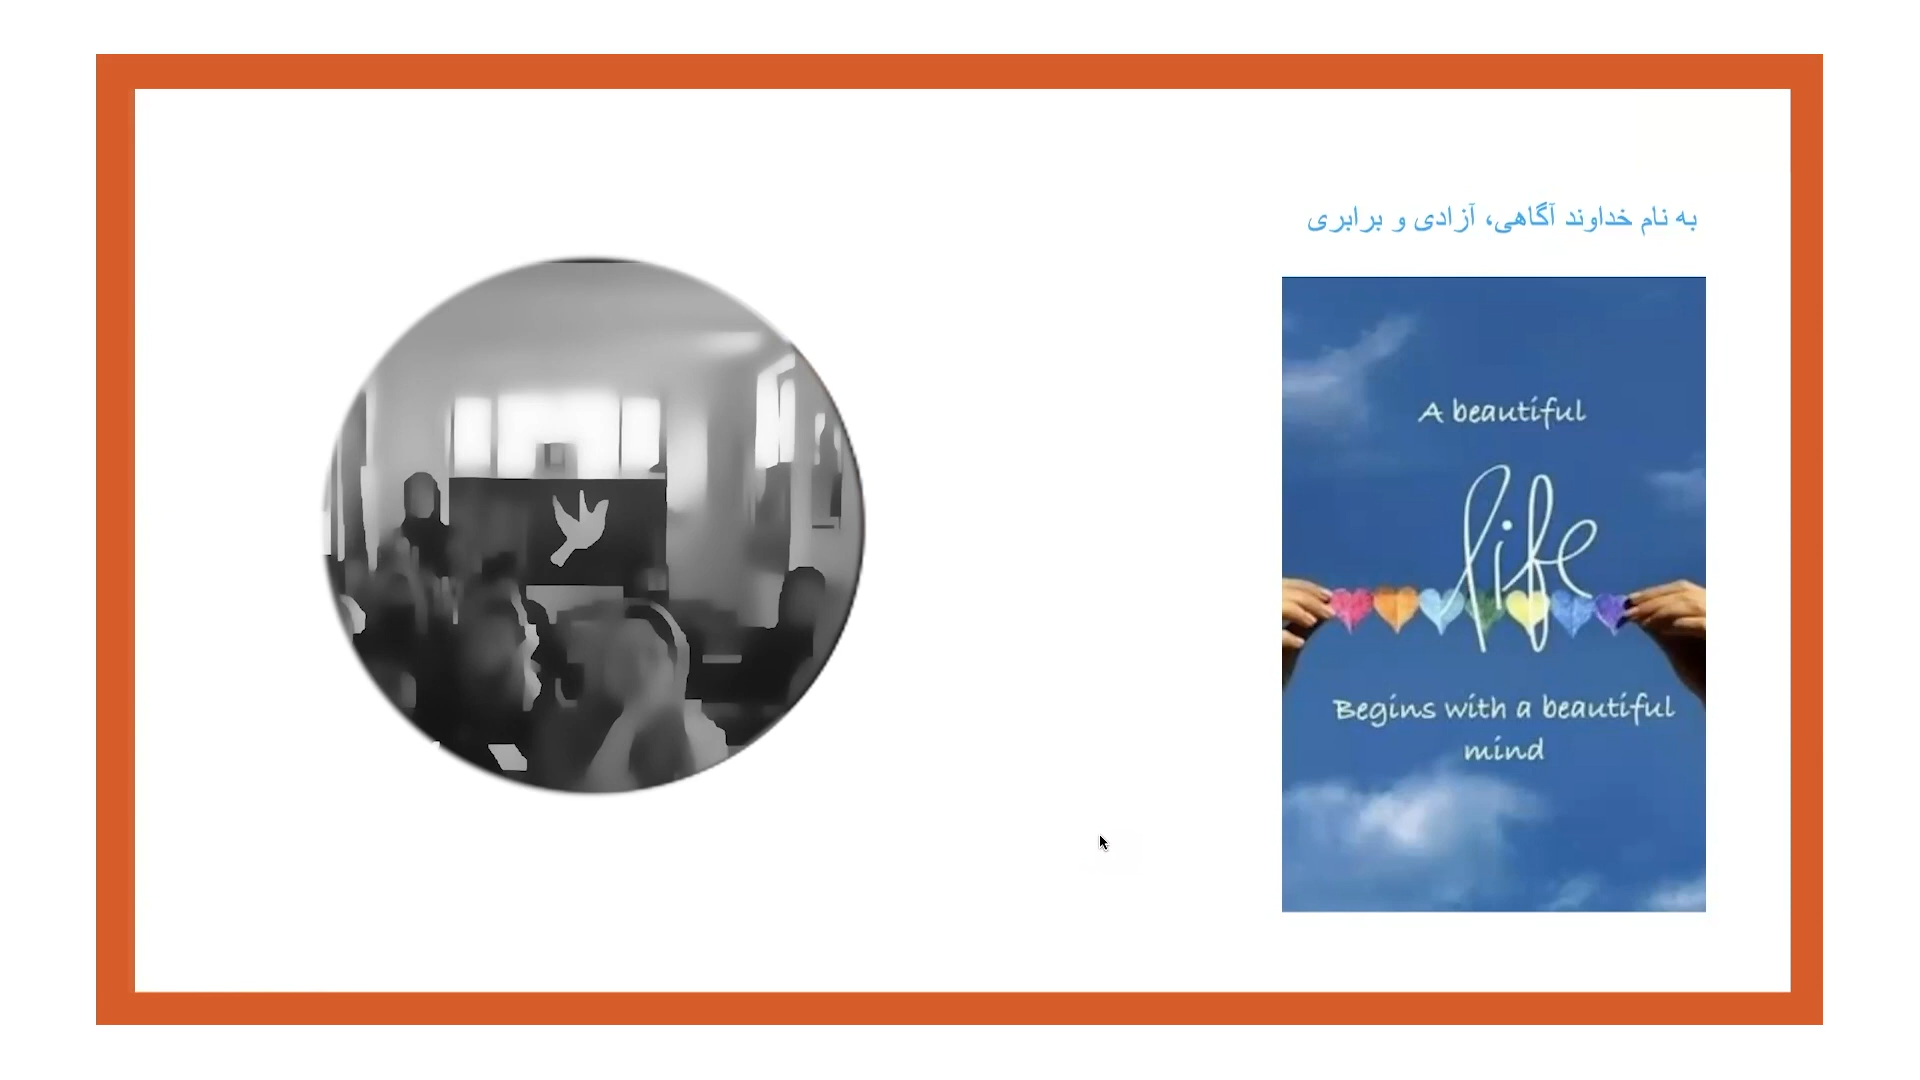 به نام خداوند آگاهی، آزادی و برابری
A beautiful
life
Begins with a beautiful
mind